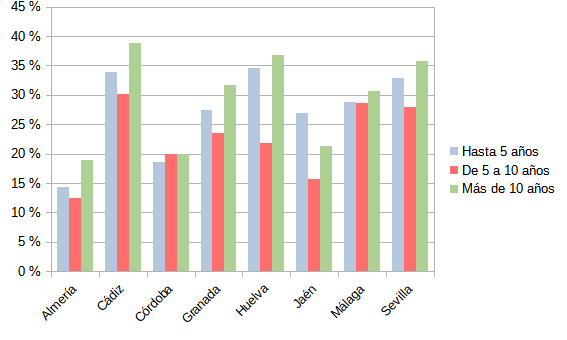 45 %
40 %
35 %
30 %
25 %
20 %
15 %
10 %
5 %
0 %
Almería
Cádiz
Córdoba
Granada
Huelva
Jaén
Málaga
Sevilla
Hasta 5 años
De 5 a 10 años
Más de 10 años